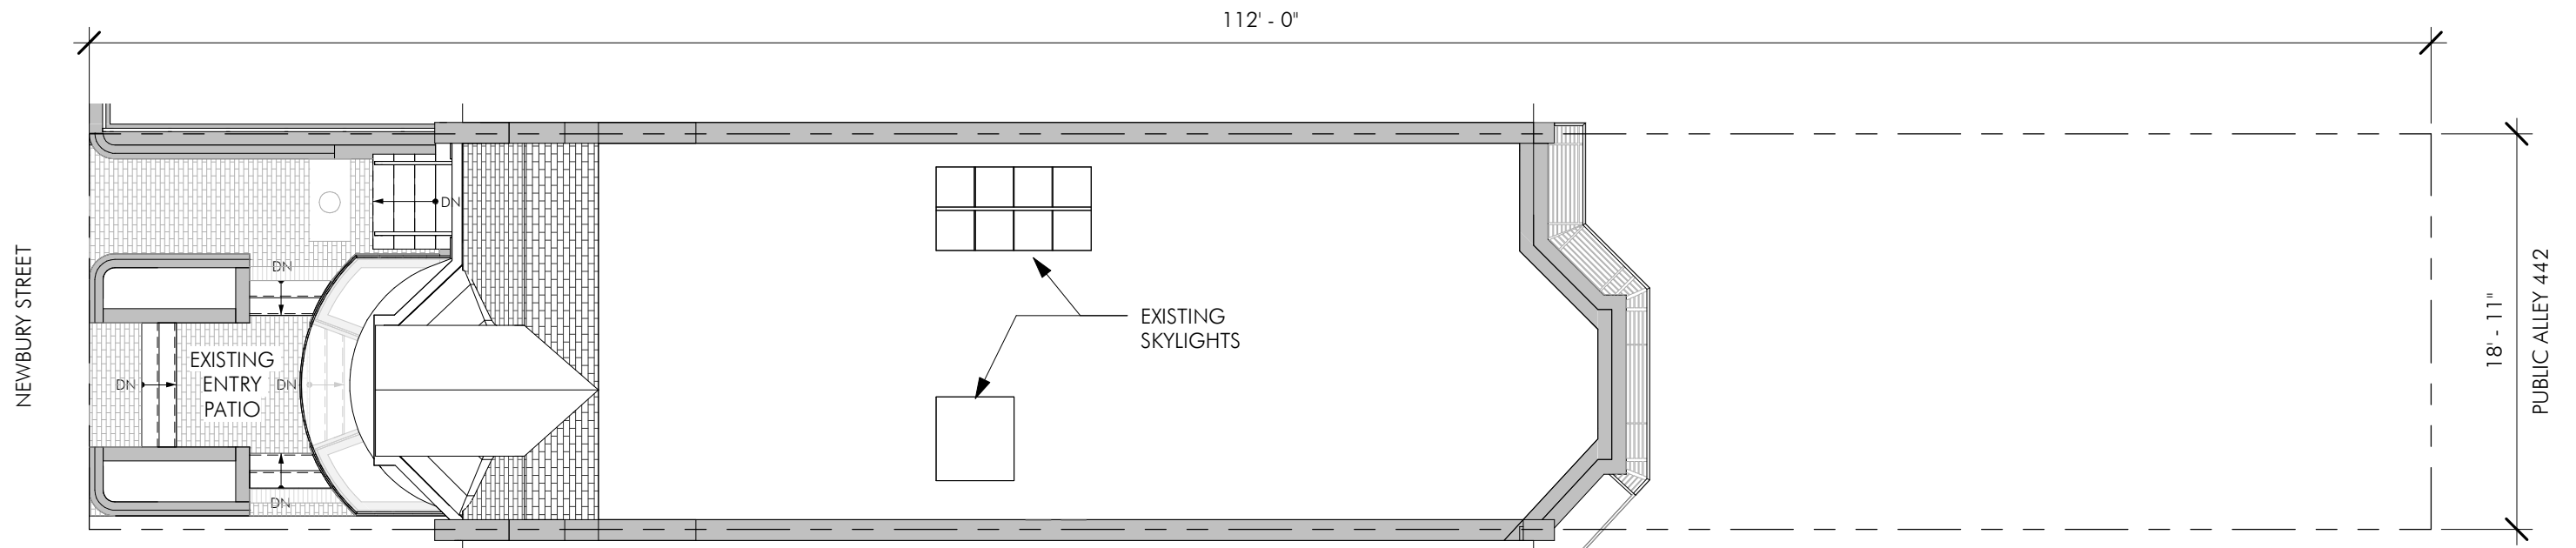 112' - 0"
NEWBURY STREET
DN
DN
EXISTING
ENTRY
PATIO
DN
DN
DN
EXISTING
SKYLIGHTS
18' - 11"
PUBLIC ALLEY 442